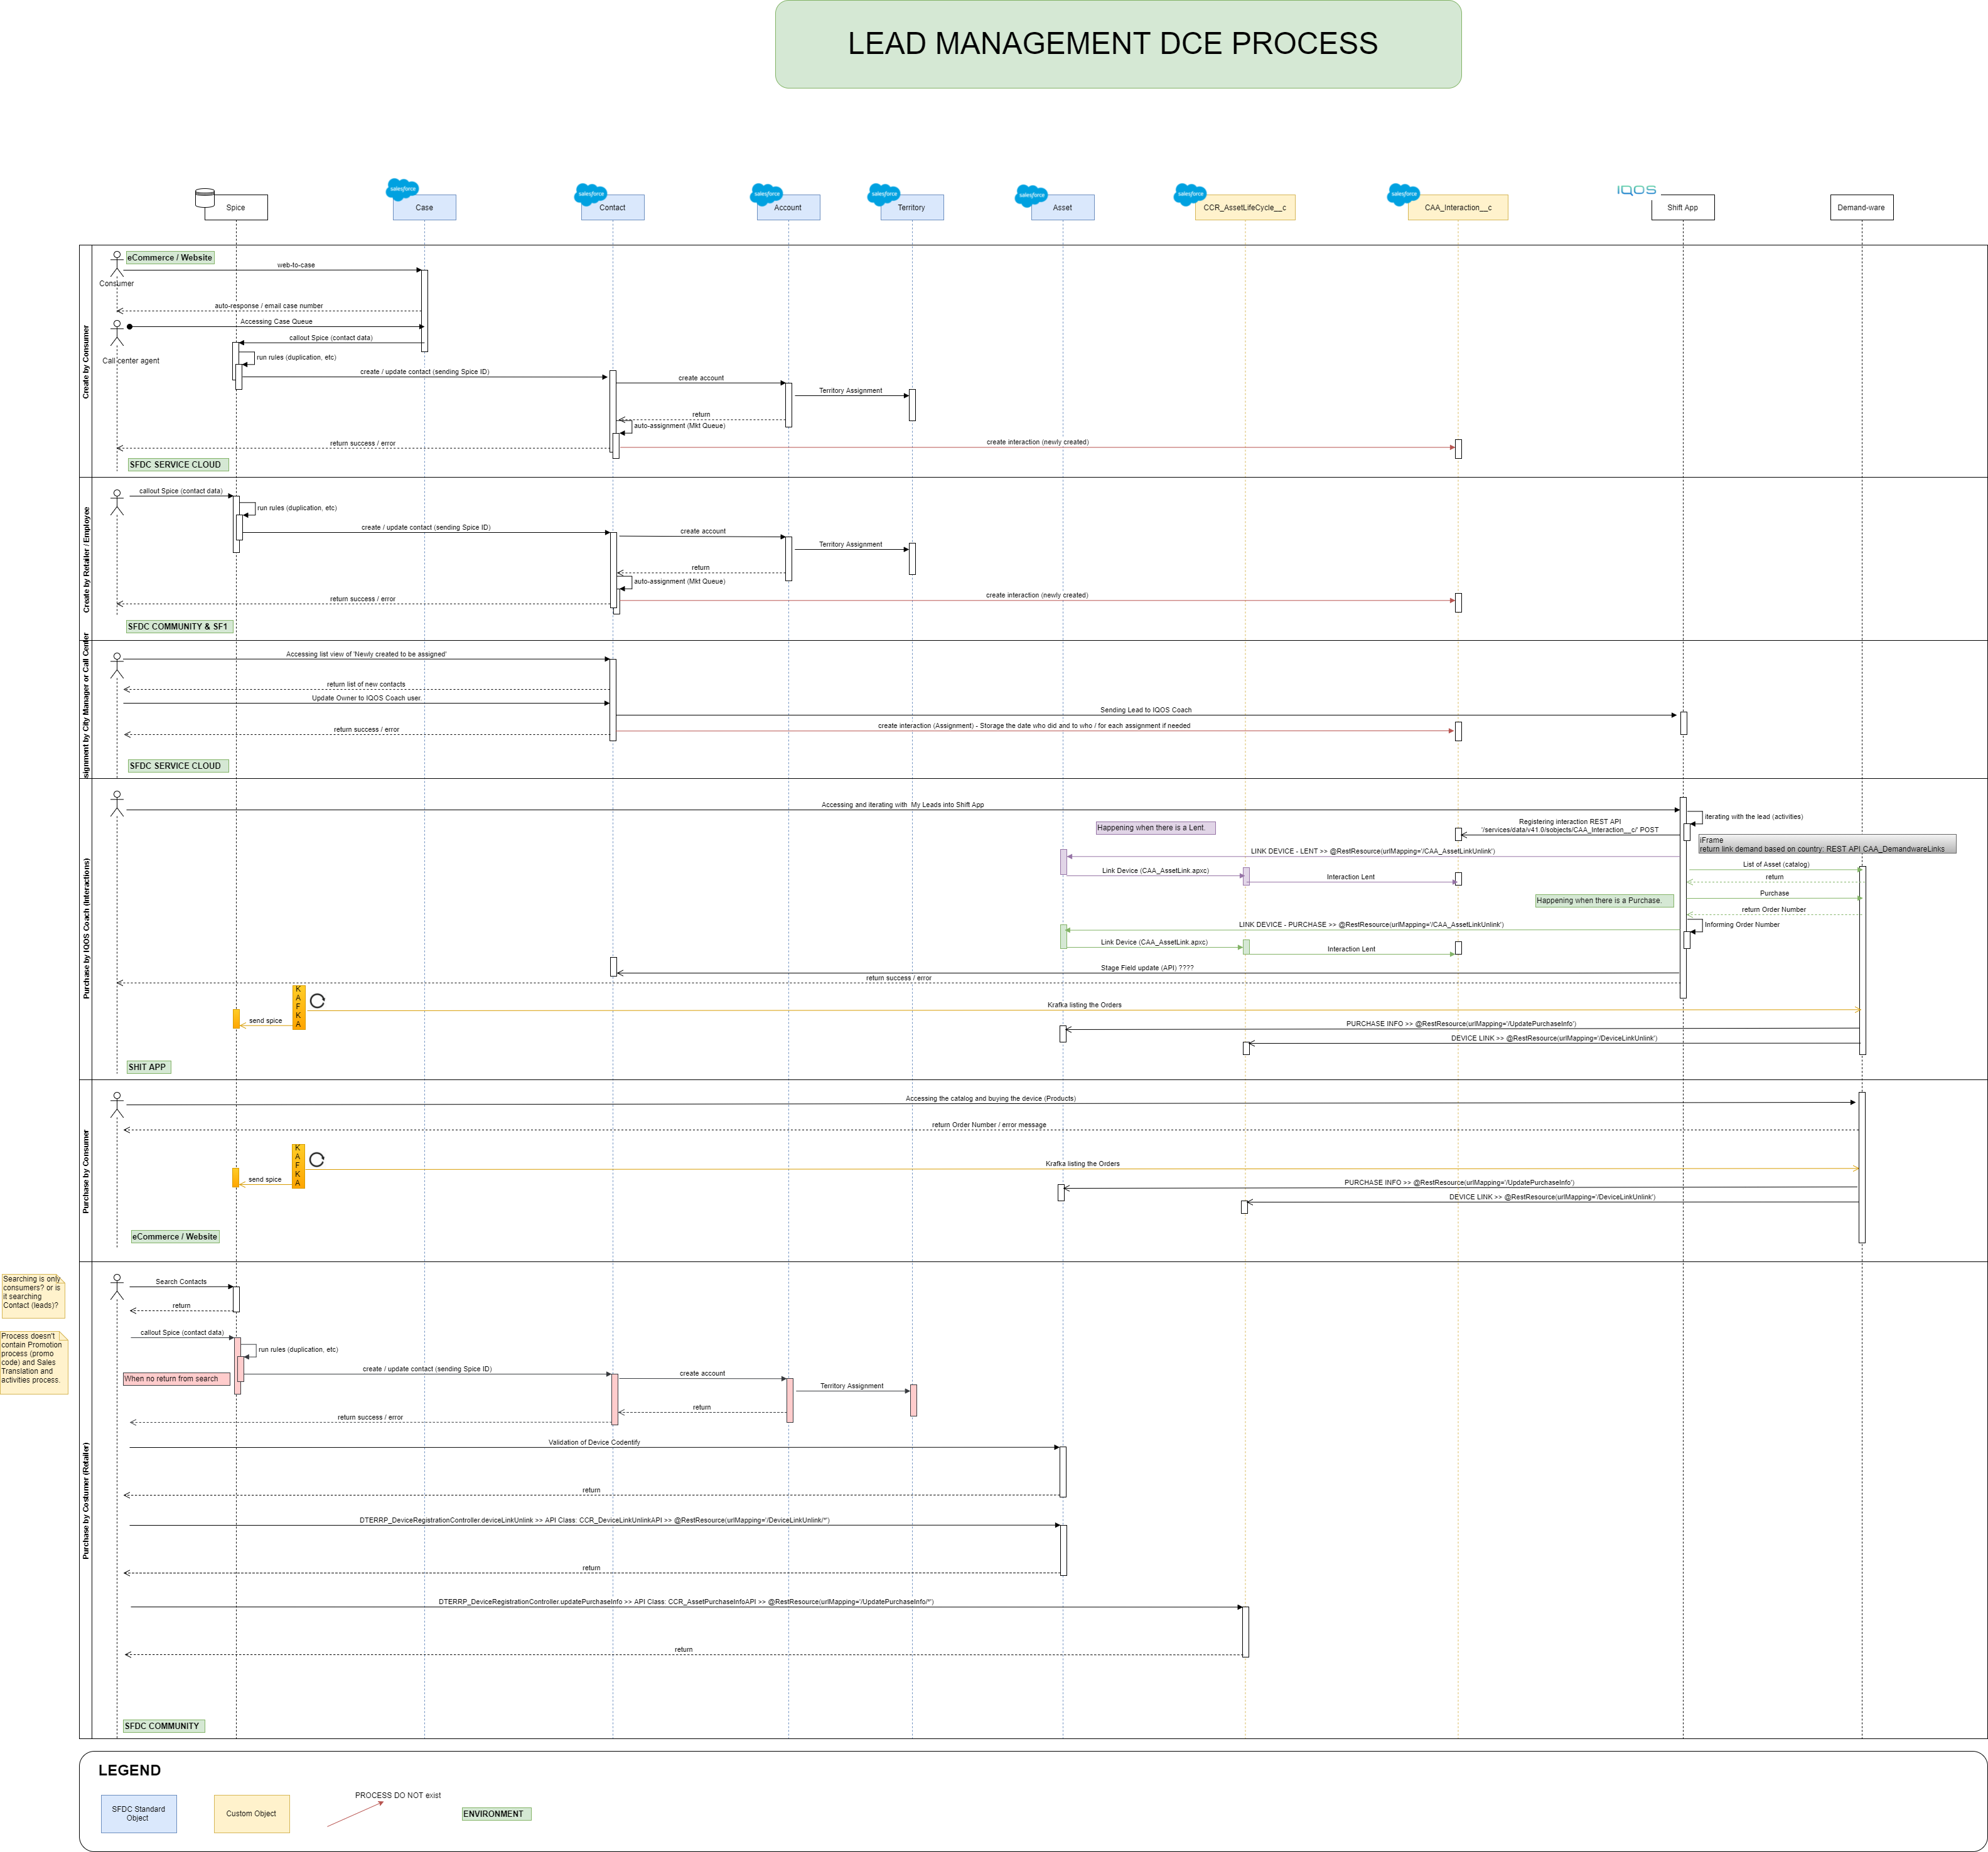 LEAD MANAGEMENT DCE PROCESS
salesforce
salesforce
salesforce
salesforce
salesforce
salesforce
salesforce
IQOS
Spice
Case
Contact
Account
Territory
Asset
CCR_AssetLifeCycle__c
CAA_Interaction__c
Shift App
Demand-ware
Create by Consumer
eCommerce / Website
web-to-case
Consumer
auto-response / email case number
Accessing Case Queue
callout Spice (contact data)
Call center agent
run rules (duplication, etc)
create / update contact (sending Spice ID)
create account
Territory Assignment
return
auto-assignment (Mkt Queue)
return success / error
create interaction (newly created)
SFDC SERVICE CLOUD
Create by Retailer / Employee
callout Spice (contact data)
run rules (duplication, etc)
create / update contact (sending Spice ID)
create account
Territory Assignment
return
auto-assignment (Mkt Queue)
return success / error
create interaction (newly created)
SFDC COMMUNITY & SF1
signment by City Manager or Call Center
Accessing list view of 'Newly created to be assigned'
return list of new contacts
Update Owner to IQOS Coach user.
Sending Lead to IQOS Coach
create interaction (Assignment) - Storage the date who did and to who / for each assignment if needed
return success / error
SFDC SERVICE CLOUD
Purchase by IQOS Coach (Interactions)
Accessing and iterating with  My Leads into Shift App
iterating with the lead (activities)
Happening when there is a Lent.
Registering interaction REST API
'/services/data/v41.0/sobjects/CAA_Interaction__c/' POST
iFrame
return link demand based on country: REST API CAA_DemandwareLinks
LINK DEVICE - LENT >> @RestResource(urlMapping='/CAA_AssetLinkUnlink')
List of Asset (catalog)
Link Device (CAA_AssetLink.apxc)
Interaction Lent
return
Happening when there is a Purchase.
Purchase
return Order Number
LINK DEVICE - PURCHASE >> @RestResource(urlMapping='/CAA_AssetLinkUnlink')
Informing Order Number
Link Device (CAA_AssetLink.apxc)
Interaction Lent
Stage Field update (API) ????
return success / error
K
A
F
K
A
Krafka listing the Orders
send spice
PURCHASE INFO >> @RestResource(urlMapping='/UpdatePurchaseInfo')
DEVICE LINK >> @RestResource(urlMapping='/DeviceLinkUnlink')
SHIT APP
Purchase by Consumer
Accessing the catalog and buying the device (Products)
return Order Number / error message
K
A
F
K
A
Krafka listing the Orders
send spice
PURCHASE INFO >> @RestResource(urlMapping='/UpdatePurchaseInfo')
DEVICE LINK >> @RestResource(urlMapping='/DeviceLinkUnlink')
eCommerce / Website
Searching is only
consumers? or is
it searching
Contact (leads)?
Process doesn't
contain Promotion
process (promo
code) and Sales
Translation and
activities process.
Purchase by Costumer (Retailer)
Search Contacts
return
callout Spice (contact data)
run rules (duplication, etc)
When no return from search
create / update contact (sending Spice ID)
create account
Territory Assignment
return
return success / error
Validation of Device Codentify
return
DTERRP_DeviceRegistrationController.deviceLinkUnlink >> API Class: CCR_DeviceLinkUnlinkAPI >> @RestResource(urlMapping='/DeviceLinkUnlink/*')
return
DTERRP_DeviceRegistrationController.updatePurchaseInfo >> API Class: CCR_AssetPurchaseInfoAPI >> @RestResource(urlMapping='/UpdatePurchaseInfo/*')
return
SFDC COMMUNITY
LEGEND
SFDC Standard
Object
Custom Object
PROCESS DO NOT exist
ENVIRONMENT